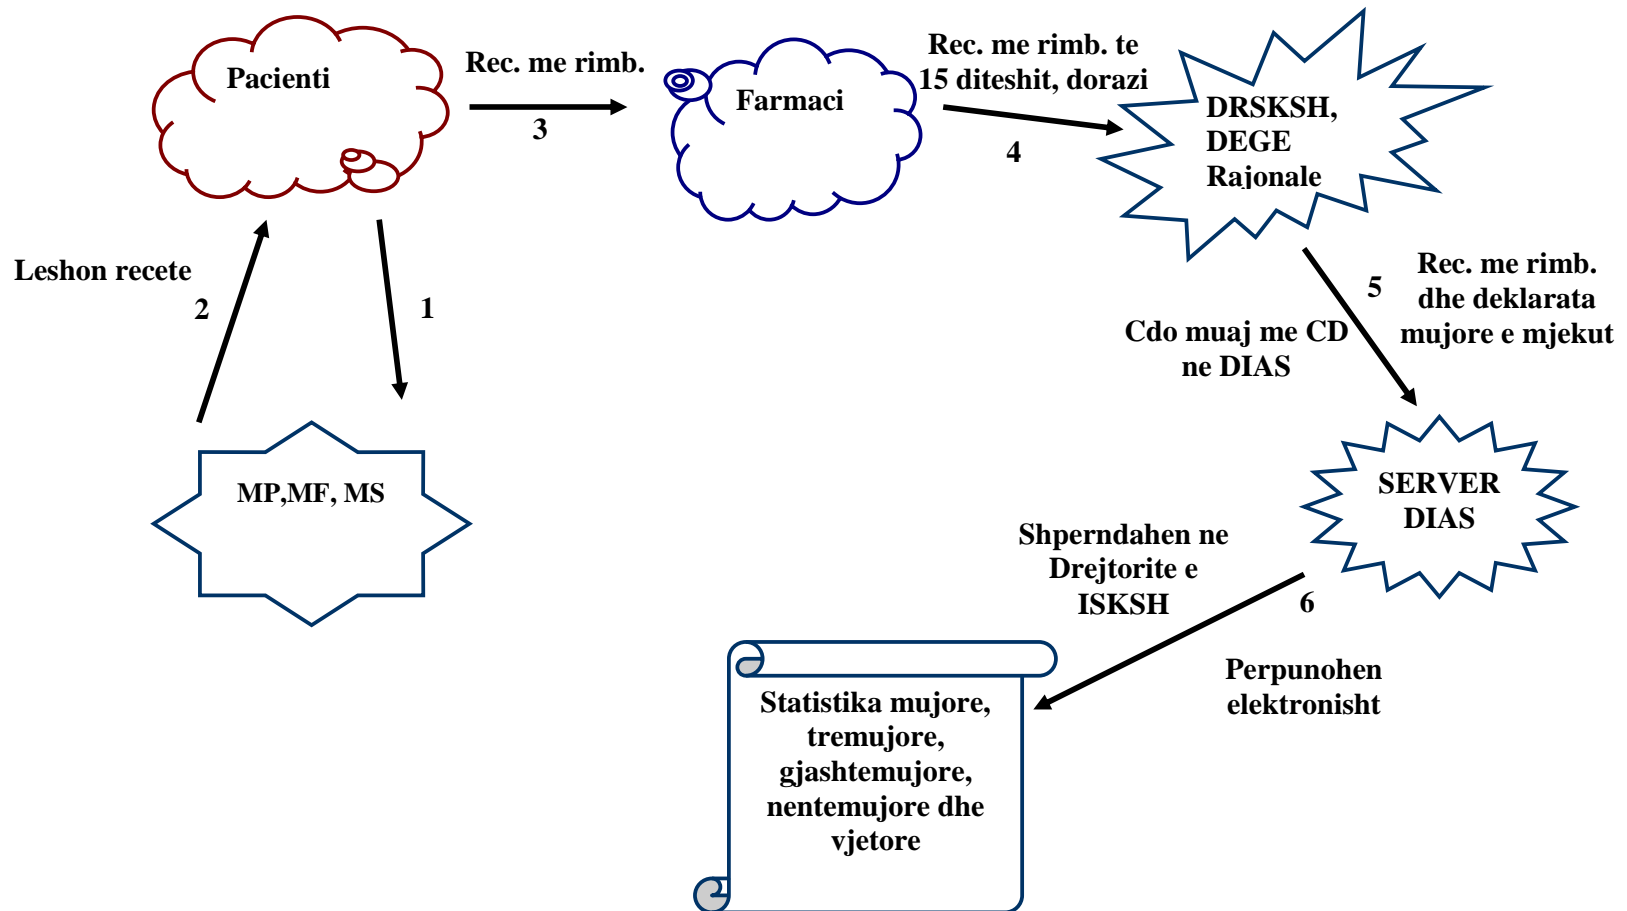 Pacienti
Rec. me rimb.
3
Farmaci
Rec. me rimb. te
15 diteshit, dorazi
4
DRSKSH,
DEGE
Rajonale
Leshon recete
2
1
5
Rec. me rimb.
dhe deklarata
mujore e mjekut
Cdo muaj me CD
ne DIAS
MP,MF, MS
SERVER
DIAS
Shperndahen ne
Drejtorite e
ISKSH
6
Perpunohen
elektronisht
Statistika mujore,
tremujore,
gjashtemujore,
nentemujore dhe
vjetore